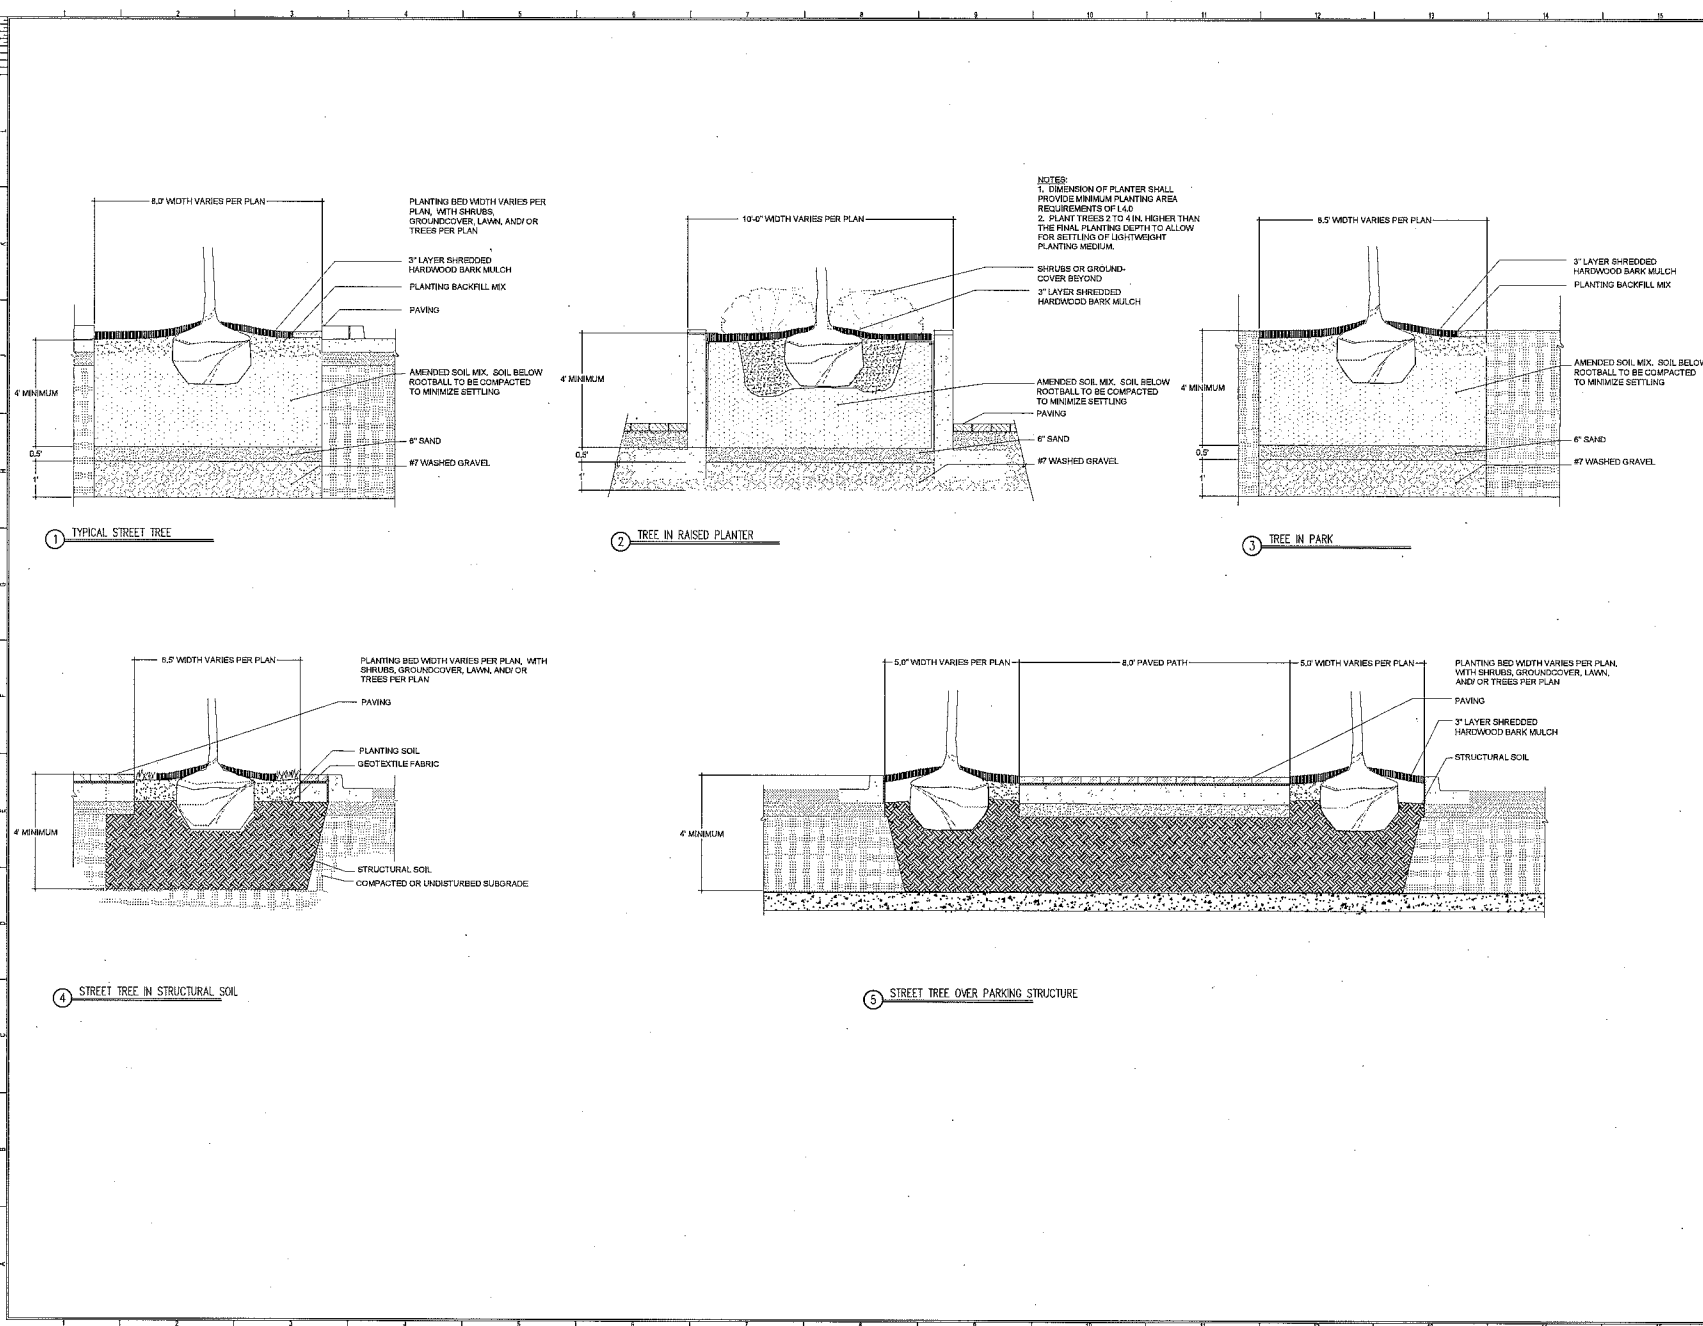 8.0' WIDTH VARIES PER PLAN
PLANTING BED WIDTH VARIES PER
PLAN, WITH SHRUBS,
GROUNDCOVER, LAWN, AND/ OR
TREES PER PLAN
3" LAYER SHREDDED
HARDWOOD BARK MULCH
PLANTING BACKFILL MIX
PAVING
AMENDED SOIL MIX. SOIL BELOW
ROOTBALL TO BE COMPACTED
TO MINIMIZE SETTLING
4' MINIMUM
6" SAND
0.5'
#7 WASHED GRAVEL
1'
1 TYPICAL STREET TREE
NOTES:
1. DIMENSION OF PLANTER SHALL
PROVIDE MINIMUM PLANTING AREA
REQUIREMENTS OF L4.0
2. PLANT TREES 2 TO 4 IN. HIGHER THAN
THE FINAL PLANTING DEPTH TO ALLOW
FOR SETTLING OF LIGHTWEIGHT
PLANTING MEDIUM.
10'-0" WIDTH VARIES PER PLAN
SHRUBS OR GROUND-
COVER BEYOND
3" LAYER SHREDDED
HARDWOOD BARK MULCH
4' MINIMUM
AMENDED SOIL MIX. SOIL BELOW
ROOTBALL TO BE COMPACTED
TO MINIMIZE SETTLING
PAVING
6" SAND
0.5'
#7 WASHED GRAVEL
1'
2 TREE IN RAISED PLANTER
8.5' WIDTH VARIES PER PLAN
3" LAYER SHREDDED
HARDWOOD BARK MULCH
PLANTING BACKFILL MIX
AMENDED SOIL MIX. SOIL BELOW
ROOTBALL TO BE COMPACTED
TO MINIMIZE SETTLING
4' MINIMUM
6" SAND
0.5'
#7 WASHED GRAVEL
1'
3 TREE IN PARK
6.5' WIDTH VARIES PER PLAN
PLANTING BED WIDTH VARIES PER PLAN, WITH
SHRUBS, GROUNDCOVER, LAWN, AND/ OR
TREES PER PLAN
PAVING
PLANTING SOIL
GEOTEXTILE FABRIC
4' MINIMUM
STRUCTURAL SOIL
COMPACTED OR UNDISTURBED SUBGRADE
4 STREET TREE IN STRUCTURAL SOIL
5.0' WIDTH VARIES PER PLAN
8.0' PAVED PATH
5.0' WIDTH VARIES PER PLAN
PLANTING BED WIDTH VARIES PER PLAN,
WITH SHRUBS, GROUNDCOVER, LAWN,
AND/ OR TREES PER PLAN
PAVING
3" LAYER SHREDDED
HARDWOOD BARK MULCH
STRUCTURAL SOIL
4' MINIMUM
5 STREET TREE OVER PARKING STRUCTURE